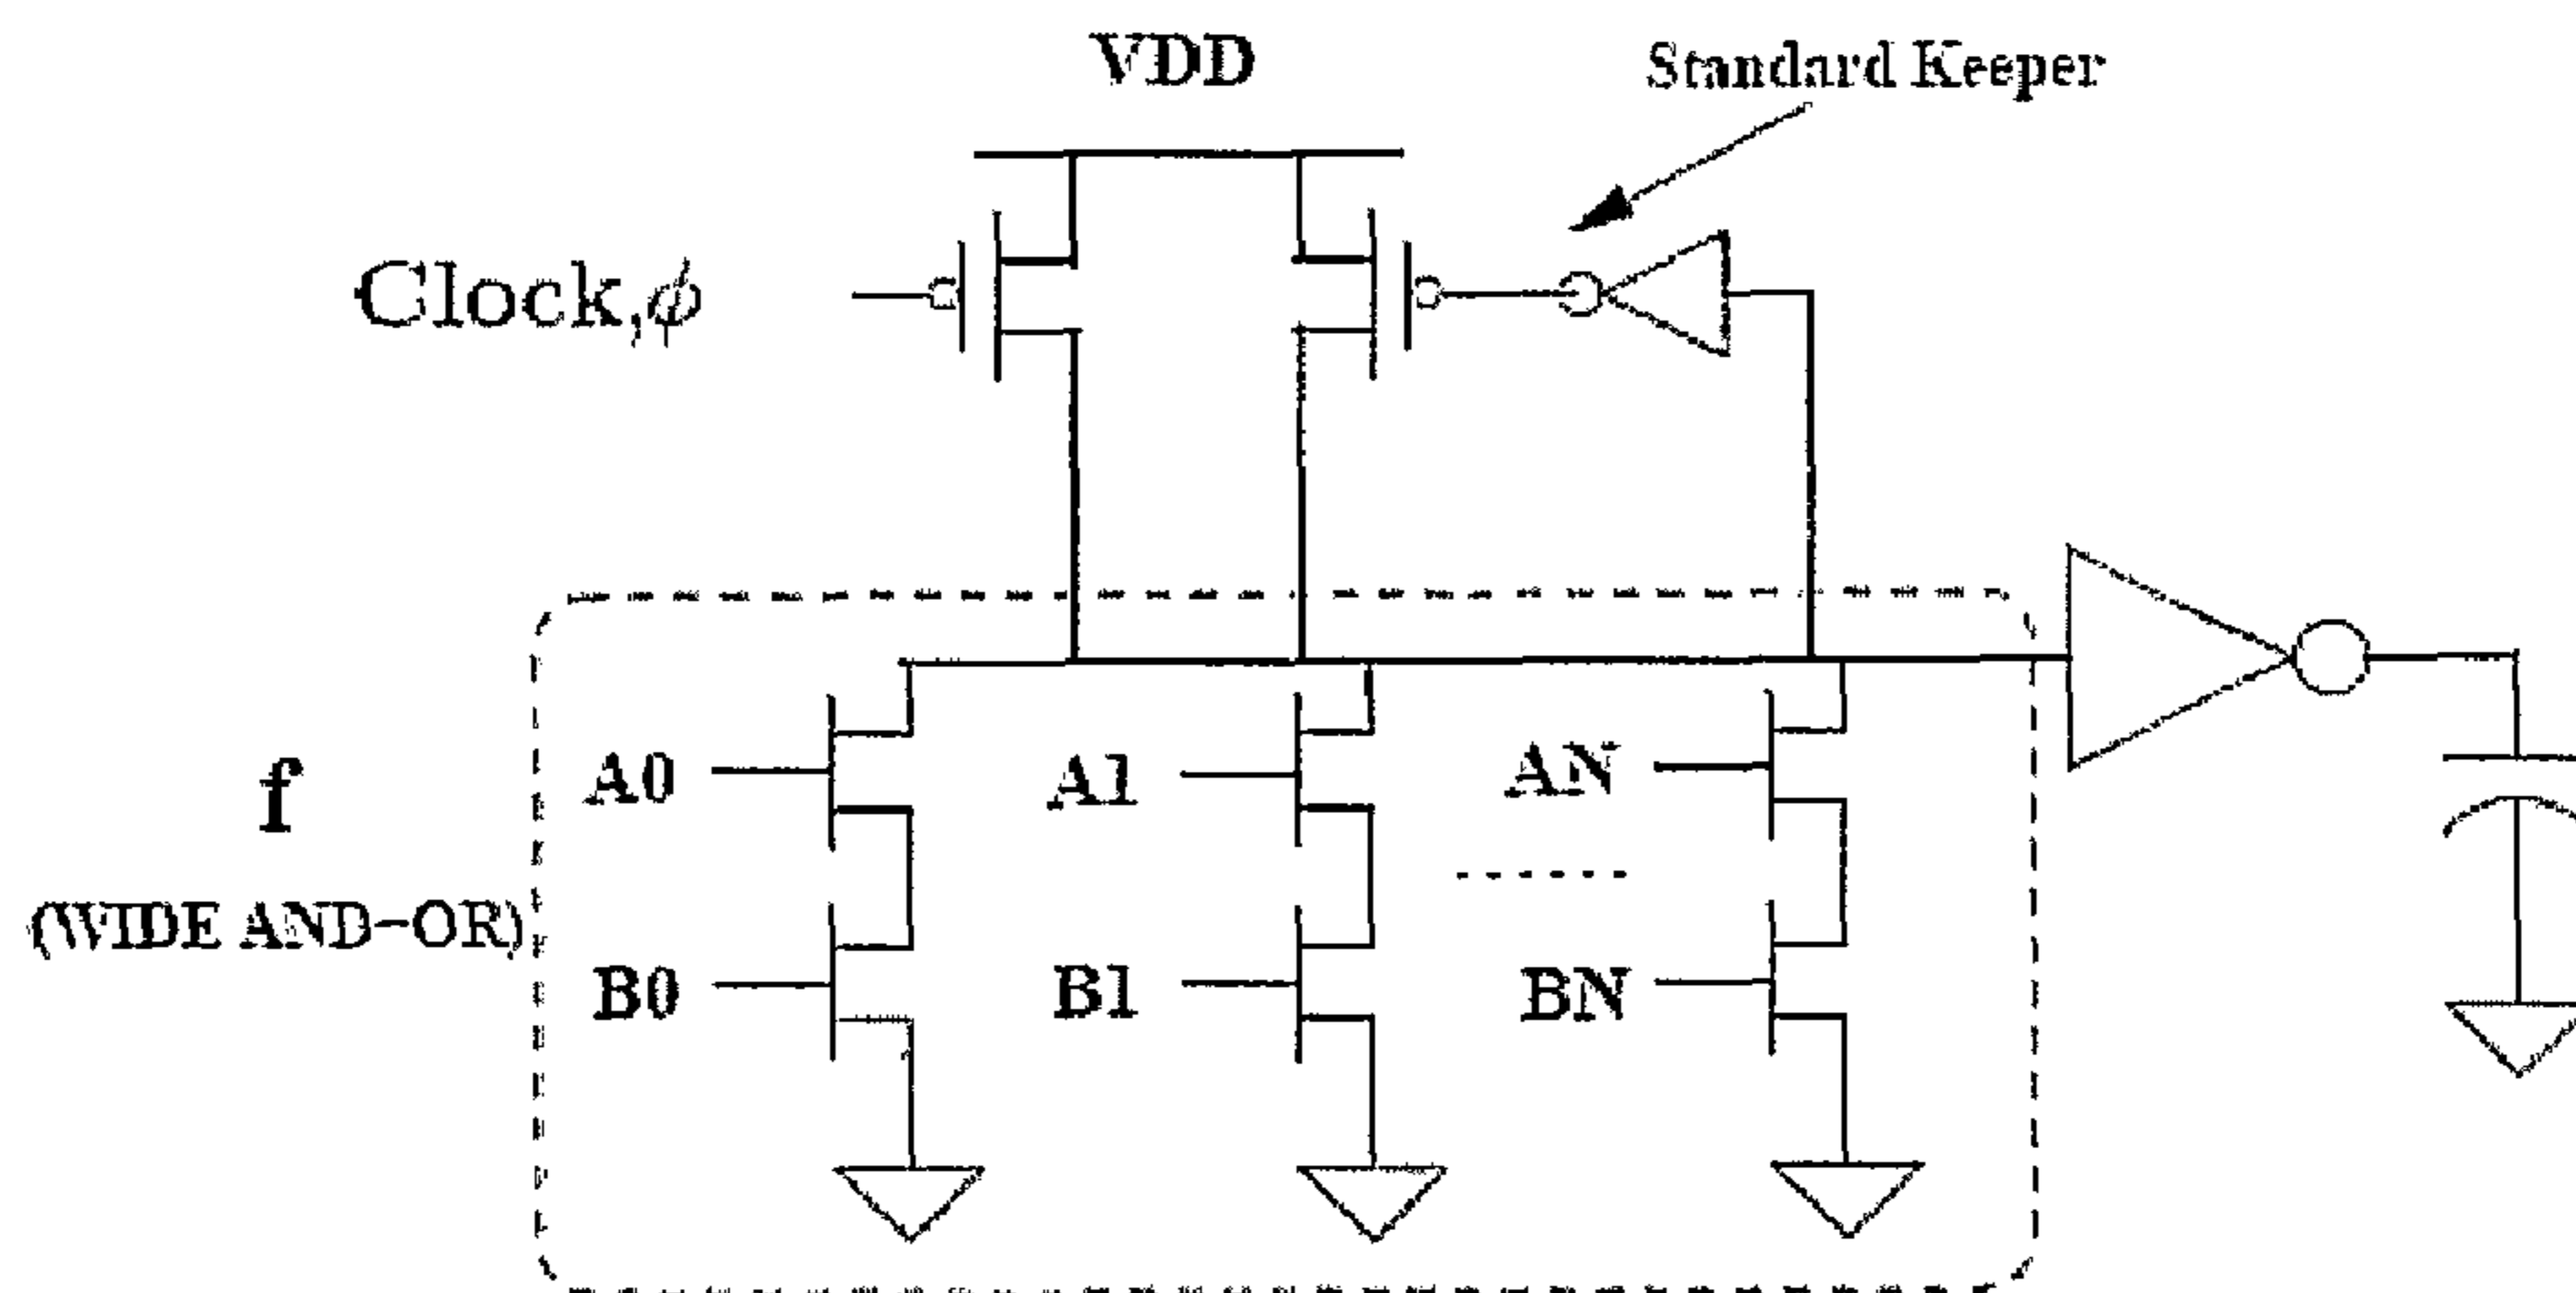 VDD
Standard Keeper
Clock,ϕ
A0
A1
AN
f
(WIDE AND-OR)
B0
B1
BN